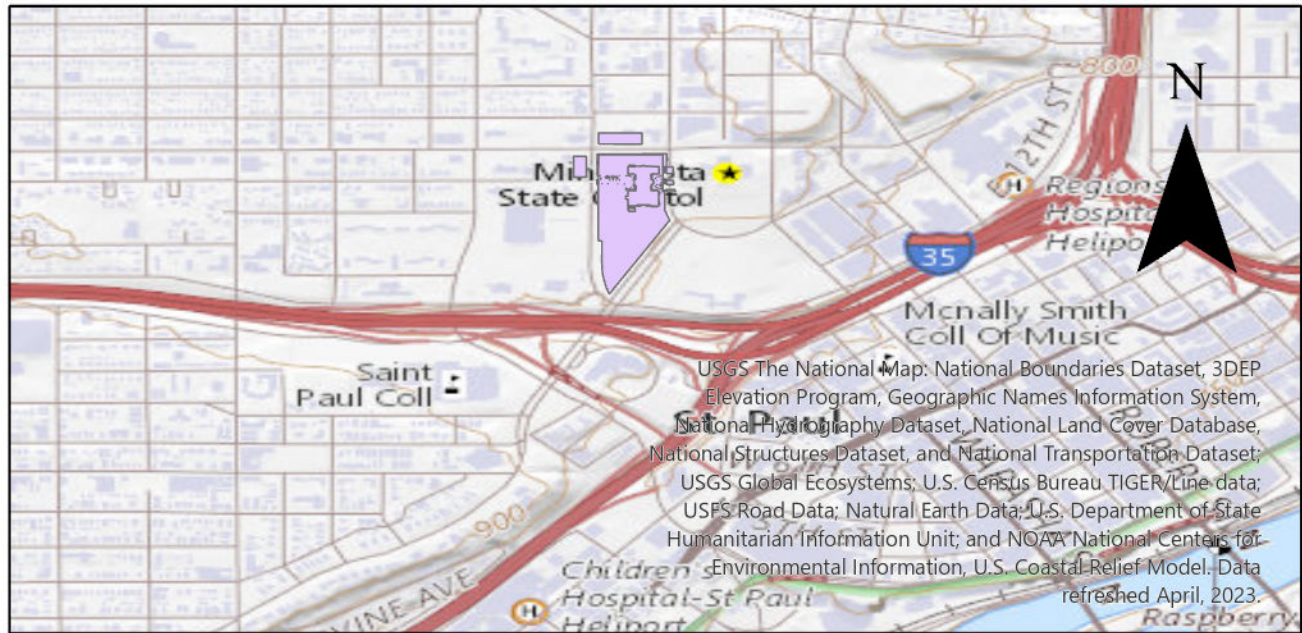 800
N
12TH ST
Min ta
State C tol
H
Regions
Hospital
Heliport
35
Mcnally Smith
Coll Of Music
Saint
Paul Coll
USGS The National Map: National Boundaries Dataset, 3DEP
Elevation Program, Geographic Names Information System,
National Hydrography Dataset, National Land Cover Database,
National Structures Dataset, and National Transportation Dataset;
USGS Global Ecosystems; U.S. Census Bureau TIGER/Line data;
USFS Road Data; Natural Earth Data; U.S. Department of State
Humanitarian Information Unit; and NOAA National Centers for
Environmental Information, U.S. Coastal Relief Model. Data
refreshed April, 2023.
St. Paul
900
VINE AVE
Children's
Hospital-St Paul
Heliport
H
Raspberry